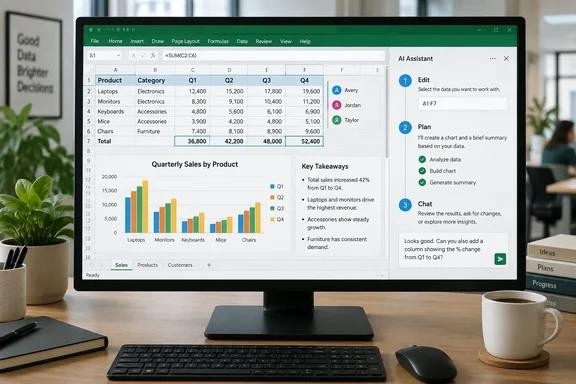 Good
Data
Brighter
Decisions
File Home Insert Draw Page Layout Formulas Data Review View Help
=SUM(C2:C6)
A B C D E F
1 Product Category Q1 Q2 Q3 Q4
Laptops Electronics 12,400 15,200 17,800 19,600
Monitors Electronics 8,300 9,100 10,400 11,200
Keyboards Accessories 4,800 5,600 6,100 6,900
Mice Accessories 3,900 4,200 4,800 5,100
Chairs Furniture 7,400 8,100 8,900 9,600
Total 36,800 42,200 48,000 52,400
Avery
Jordan
Taylor
Quarterly Sales by Product
20,000
15,000
10,000
5,000
0
Laptops Monitors Keyboards Mice Chairs
Q1
Q2
Q3
Q4
Key Takeaways
• Total sales increased 42%
from Q1 to Q4.
• Laptops and monitors drive
the highest revenue.
• Accessories show steady
growth.
• Furniture has consistent
demand.
Sales Products Customers +
Ready
AI Assistant
1 Edit
Select the data you want to work with.
A1:F7
2 Plan
I'll create a chart and a brief summary
based on your data.
Analyze data
Build chart
Generate summary
3 Chat
Review the results, ask for changes,
or explore more insights.
Looks good. Can you also add a
column showing the % change
from Q1 to Q4?
Ideas
Plans
Progress